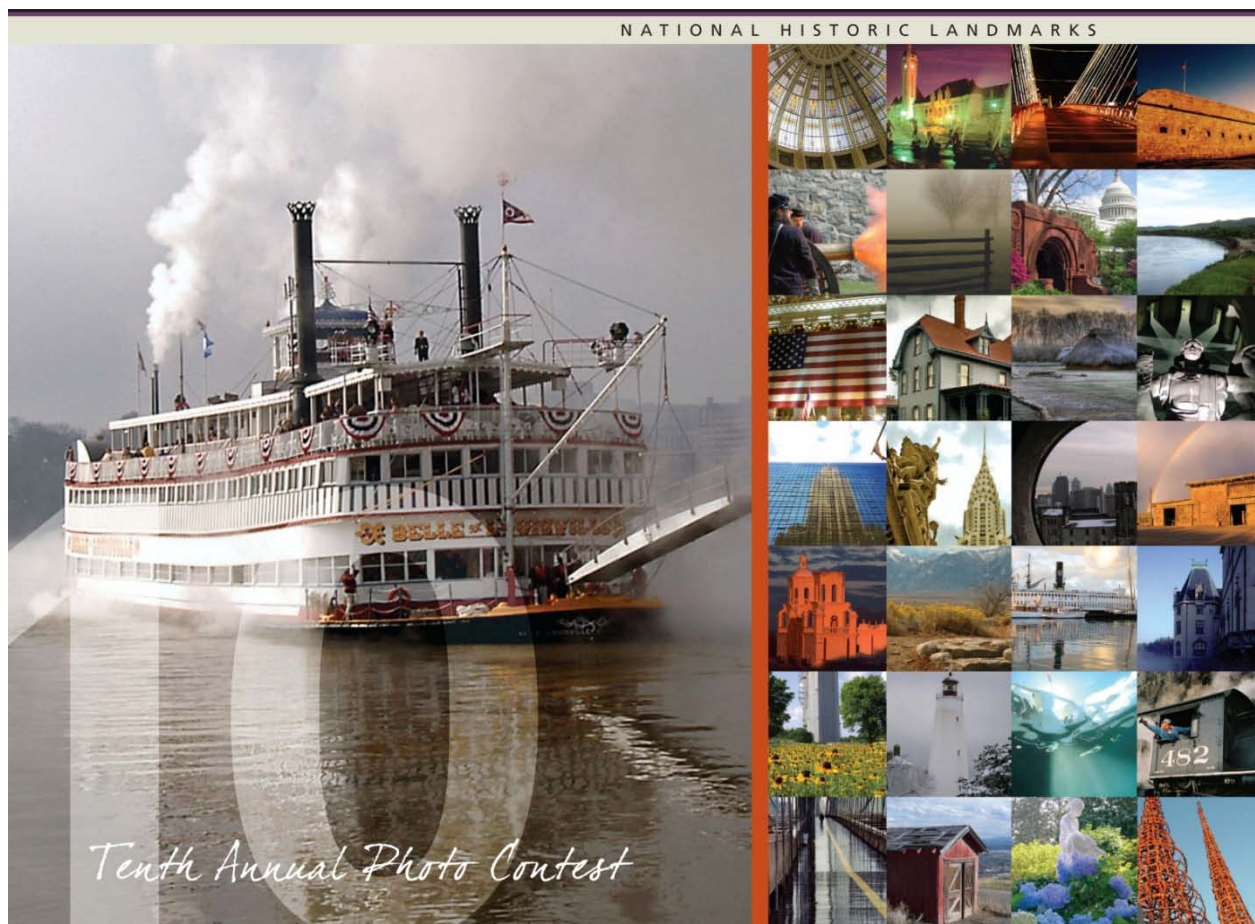 NATIONAL HISTORIC LANDMARKS
BELLE OF LOUISVILLE
482
10
Tenth Annual Photo Contest